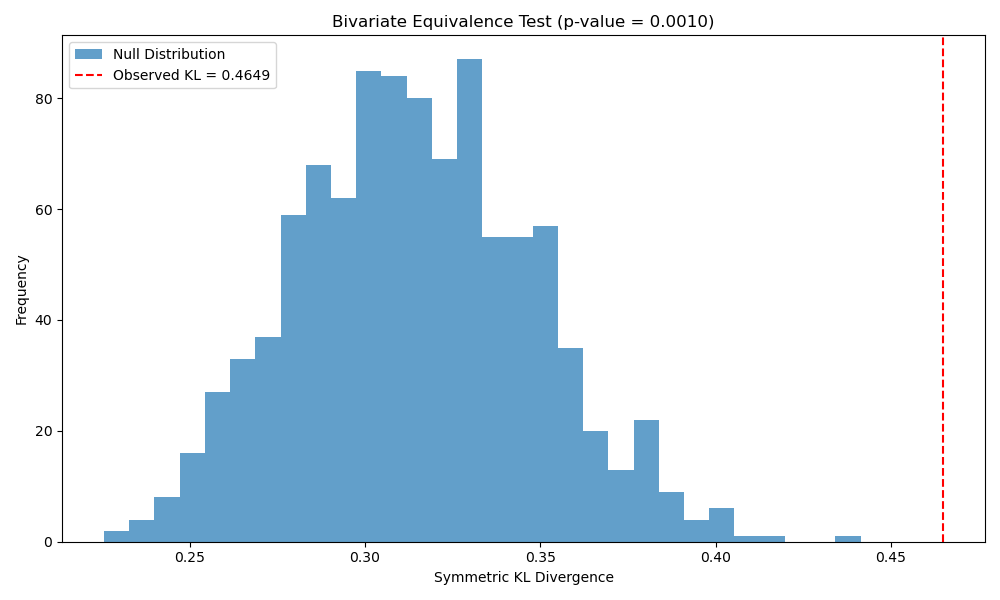 Bivariate Equivalence Test (p-value = 0.0010)
Null Distribution
Observed KL = 0.4649
Frequency
80
60
40
20
0
0.25 0.30 0.35 0.40 0.45
Symmetric KL Divergence